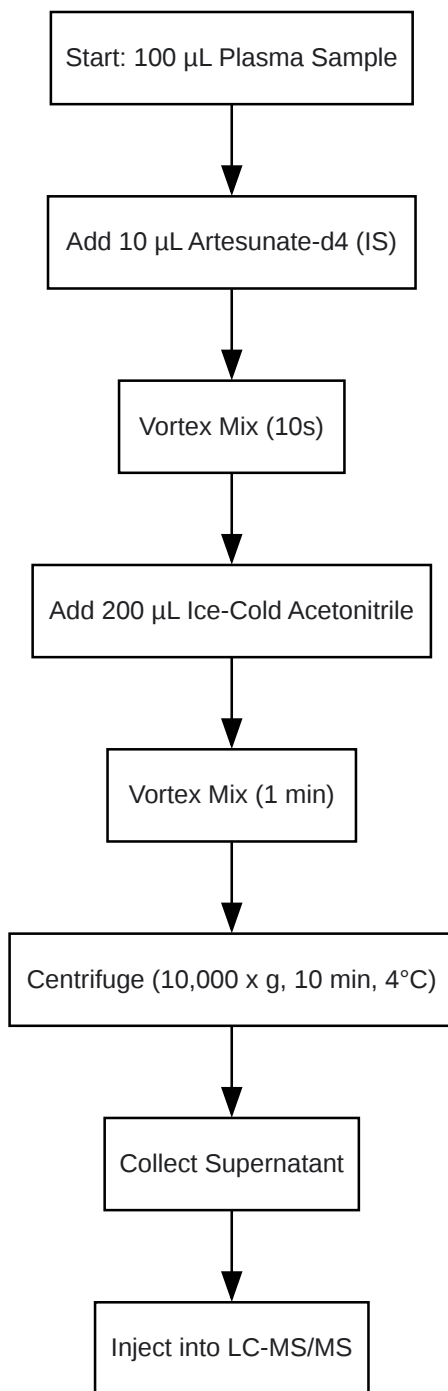 Start: 100 µL Plasma Sample
Add 10 µL Artesunate-d4 (IS)
Vortex Mix (10s)
Add 200 µL Ice-Cold Acetonitrile
Vortex Mix (1 min)
Centrifuge (10,000 x g, 10 min, 4°C)
Collect Supernatant
Inject into LC-MS/MS